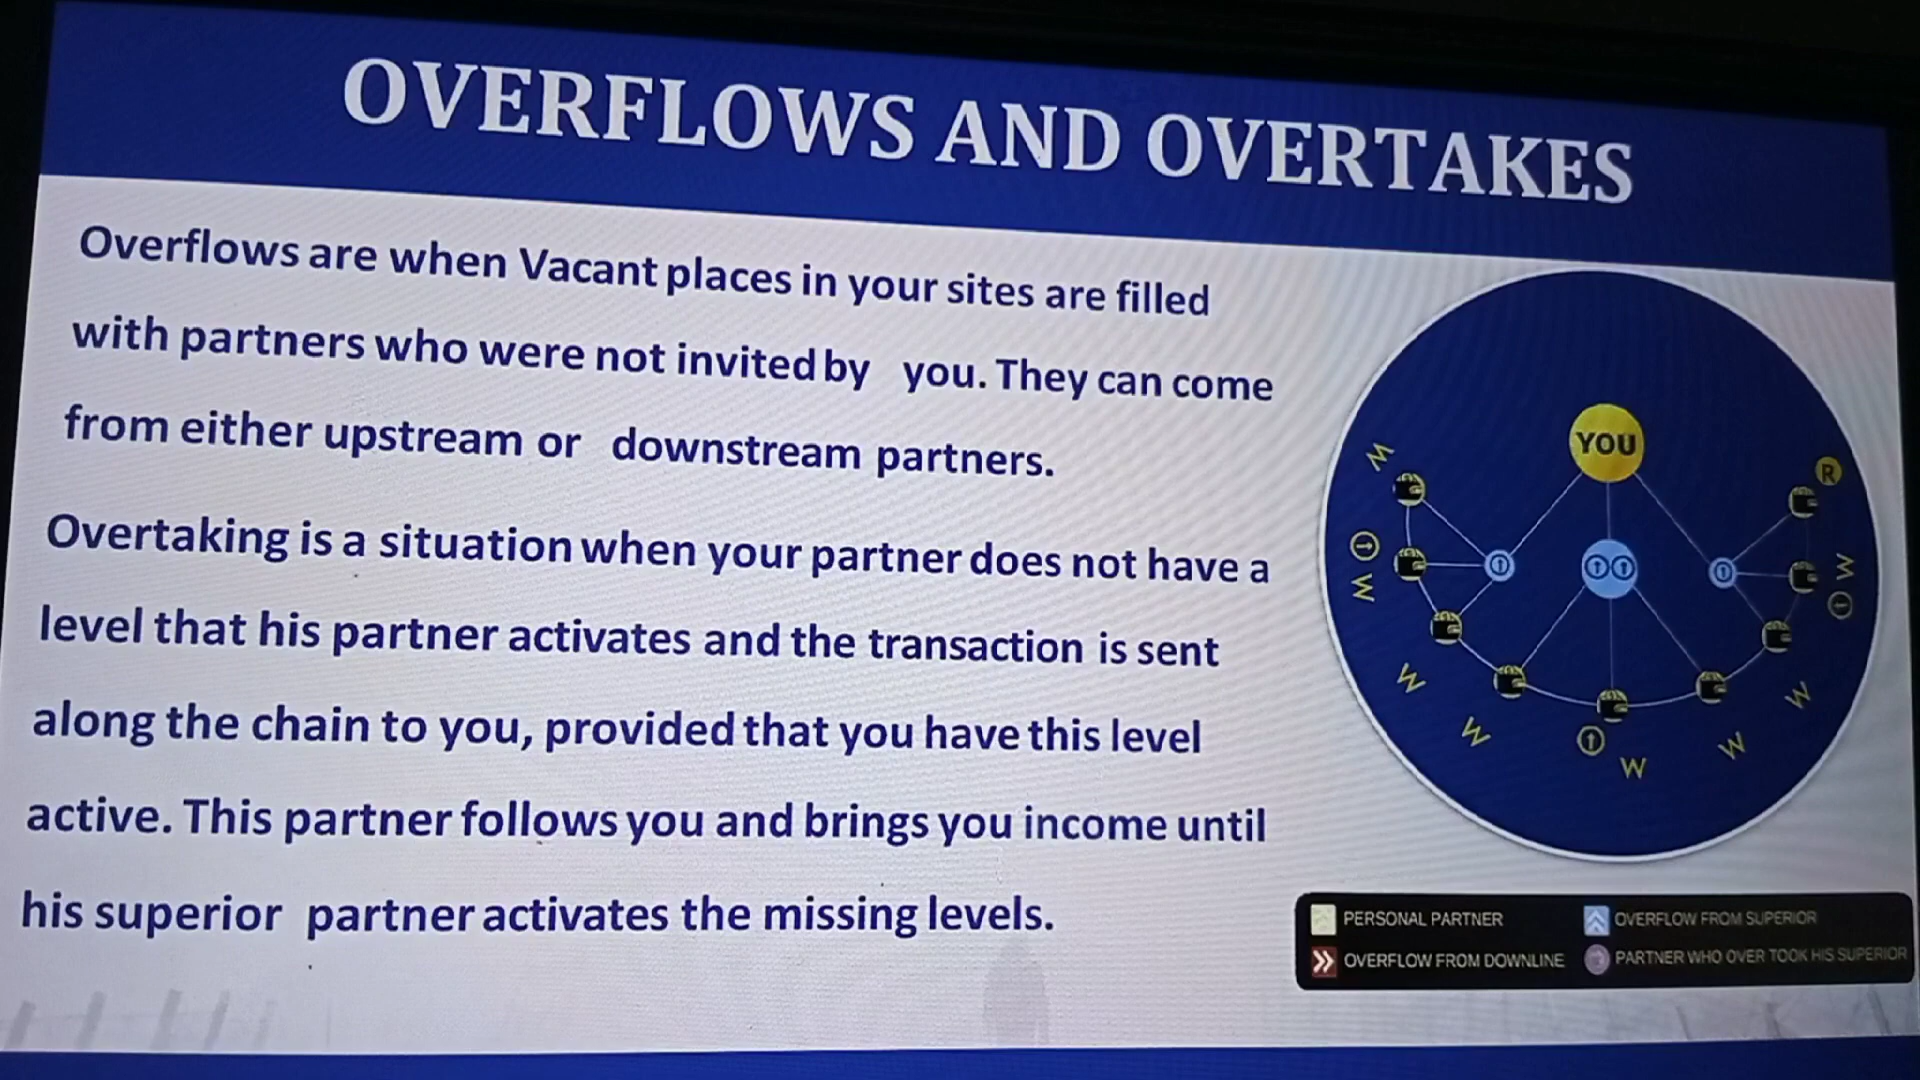 OVERFLOWS AND OVERTAKES
Overflows are when Vacant places in your sites are filled
with partners who were not invited by you. They can come
from either upstream or downstream partners.
Overtaking is a situation when your partner does not have a
level that his partner activates and the transaction is sent
along the chain to you, provided that you have this level
active. This partner follows you and brings you income until
his superior partner activates the missing levels.
YOU
R
W
W
W
W
W
W
W
W
PERSONAL PARTNER
OVERFLOW FROM SUPERIOR
OVERFLOW FROM DOWNLINE
PARTNER WHO OVER TOOK HIS SUPERIOR